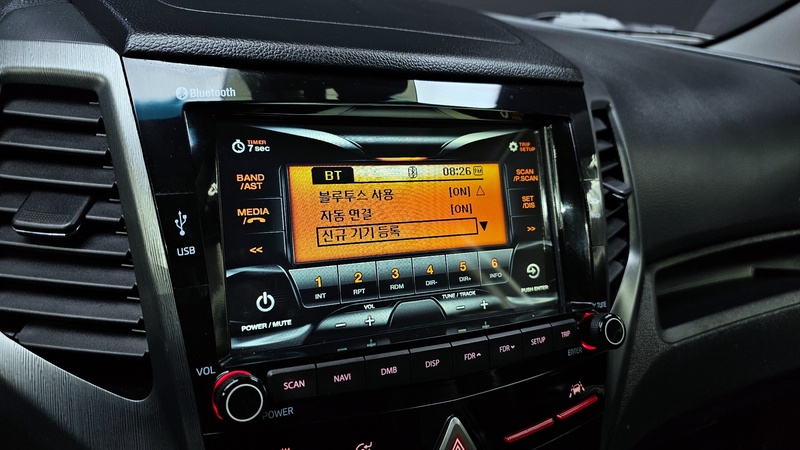 Bluetooth
TIMER
7 sec
TRIP
SETUP
BT 08:26 PM
블루투스 사용 [ON] △
자동 연결 [ON]
신규 기기 등록 ▼
BAND
/AST
MEDIA
/
<<
SCAN
/P.SCAN
SET
/DIS
>>
USB
1 2 3 4 5 6
INT RPT RDM DIR- DIR+ INFO
POWER / MUTE
VOL
TUNE / TRACK
PUSH ENTER
− + − +
VOL
TUNE
SCAN NAVI DMB DISP FDR FDR SETUP TRIP
POWER
ENTER